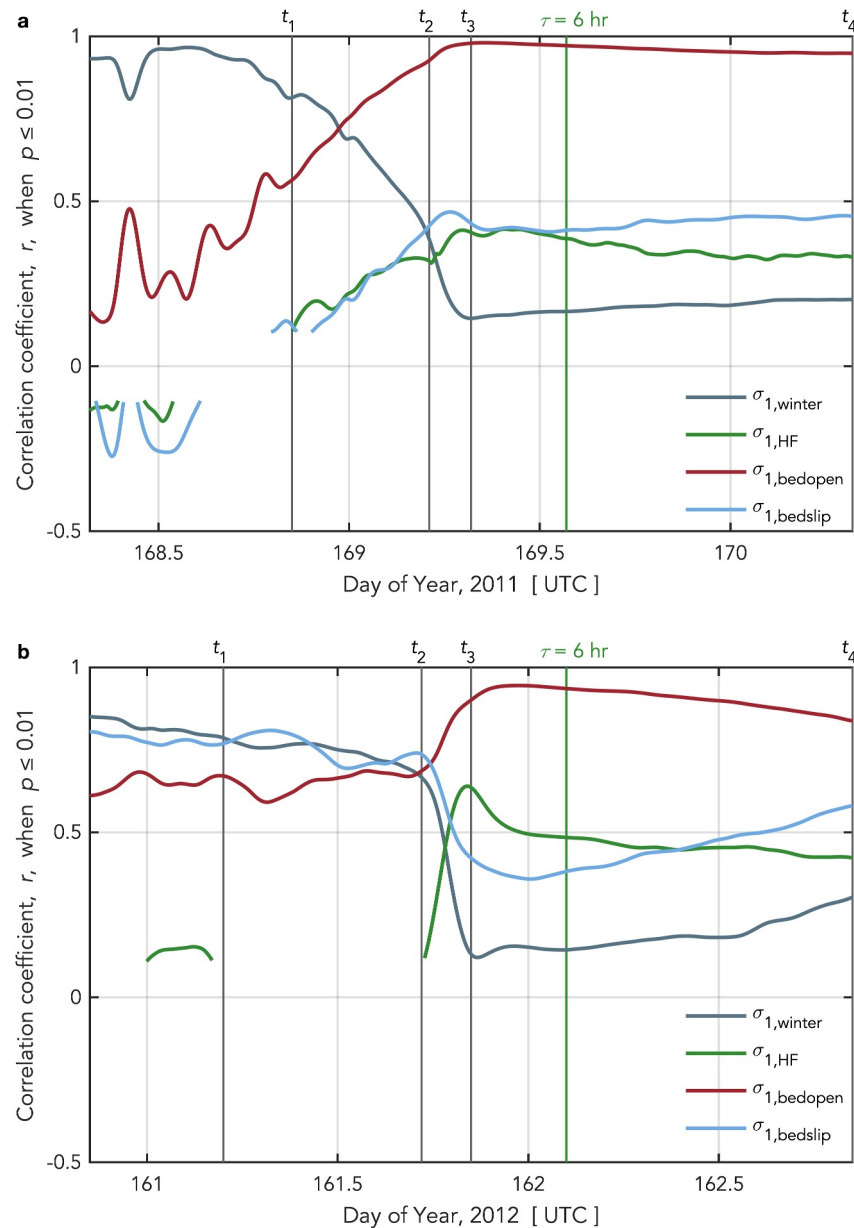 a
t1 t2 t3 τ = 6 hr t4
1
0.5
0
-0.5
Correlation coefficient, r, when p ≤ 0.01
σ1,winter
σ1,HF
σ1,bedopen
σ1,bedslip
168.5 169 169.5 170
Day of Year, 2011 [ UTC ]
b
t1 t2 t3 τ = 6 hr t4
1
0.5
0
-0.5
Correlation coefficient, r, when p ≤ 0.01
σ1,winter
σ1,HF
σ1,bedopen
σ1,bedslip
161 161.5 162 162.5
Day of Year, 2012 [ UTC ]